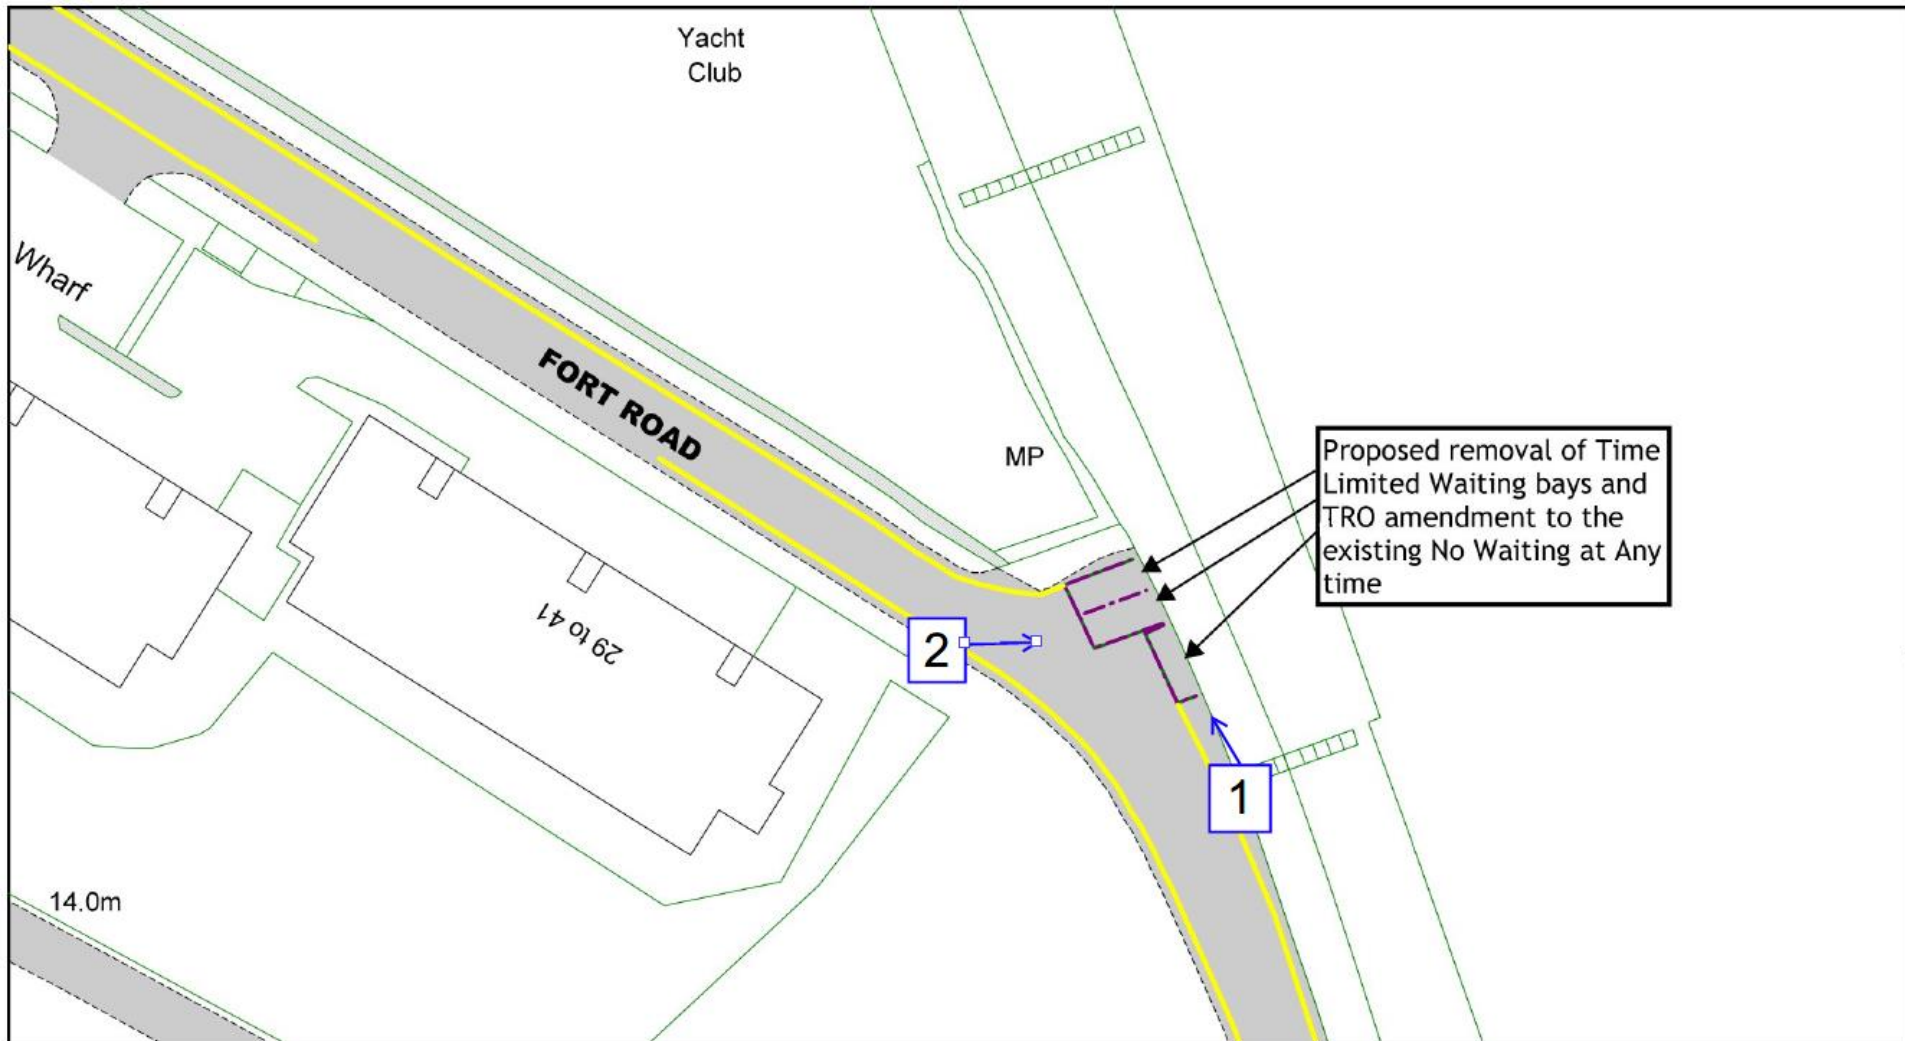 Yacht
Club
Wharf
FORT ROAD
MP
Proposed removal of Time
Limited Waiting bays and
TRO amendment to the
existing No Waiting at Any
time
29 to 41
2
1
14.0m